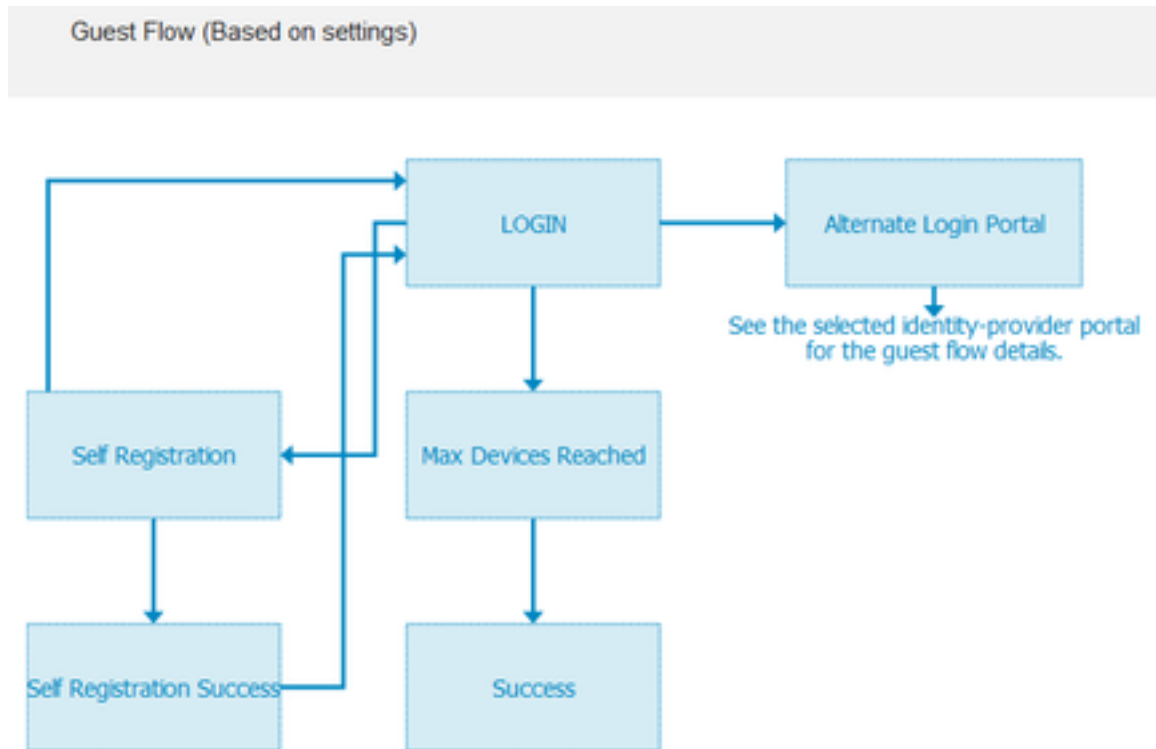 Guest Flow (Based on settings)
LOGIN
Alternate Login Portal
See the selected identity-provider portal
for the guest flow details.
Self Registration
Max Devices Reached
Self Registration Success
Success